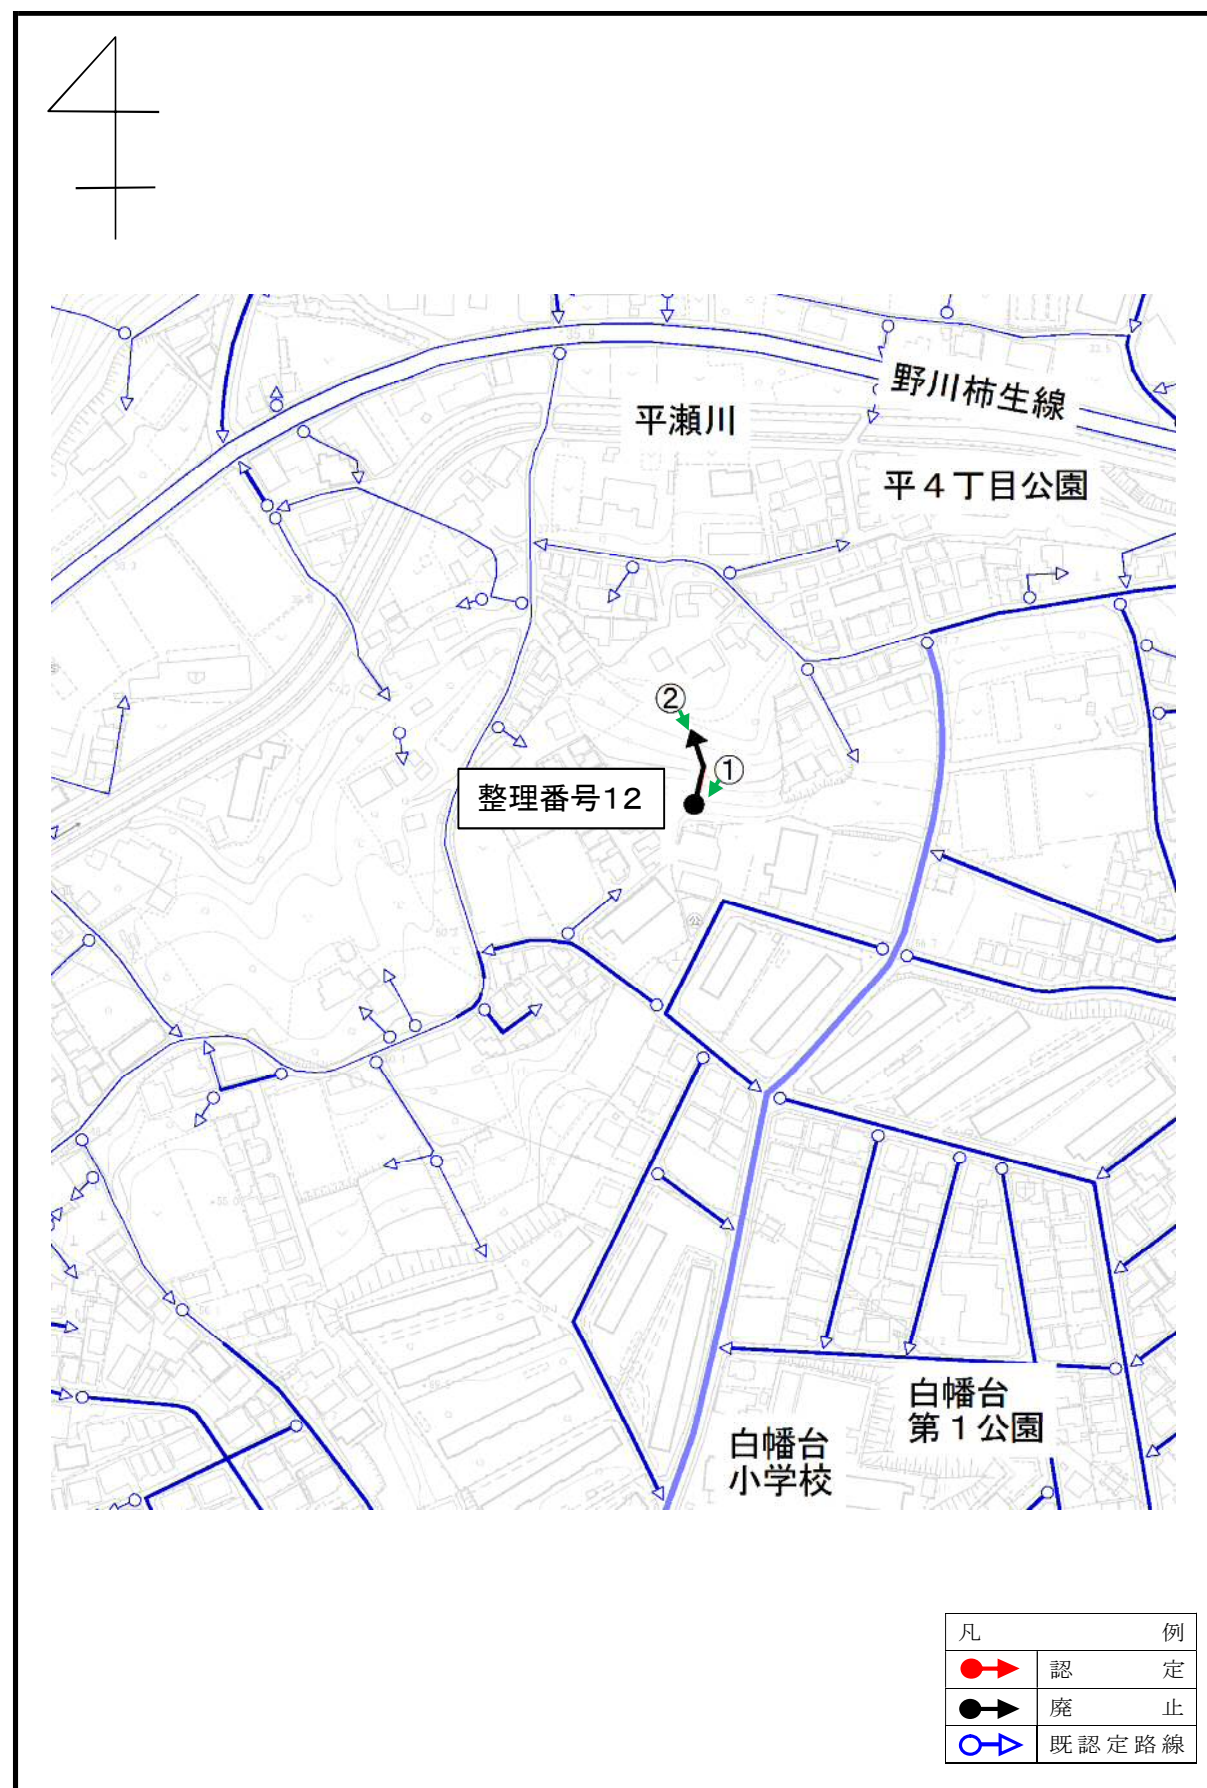 野川柿生線
平瀬川
平４丁目公園
②
①
整理番号12
公
白幡台
第１公園
白幡台
小学校
凡例
認定
廃止
既認定路線